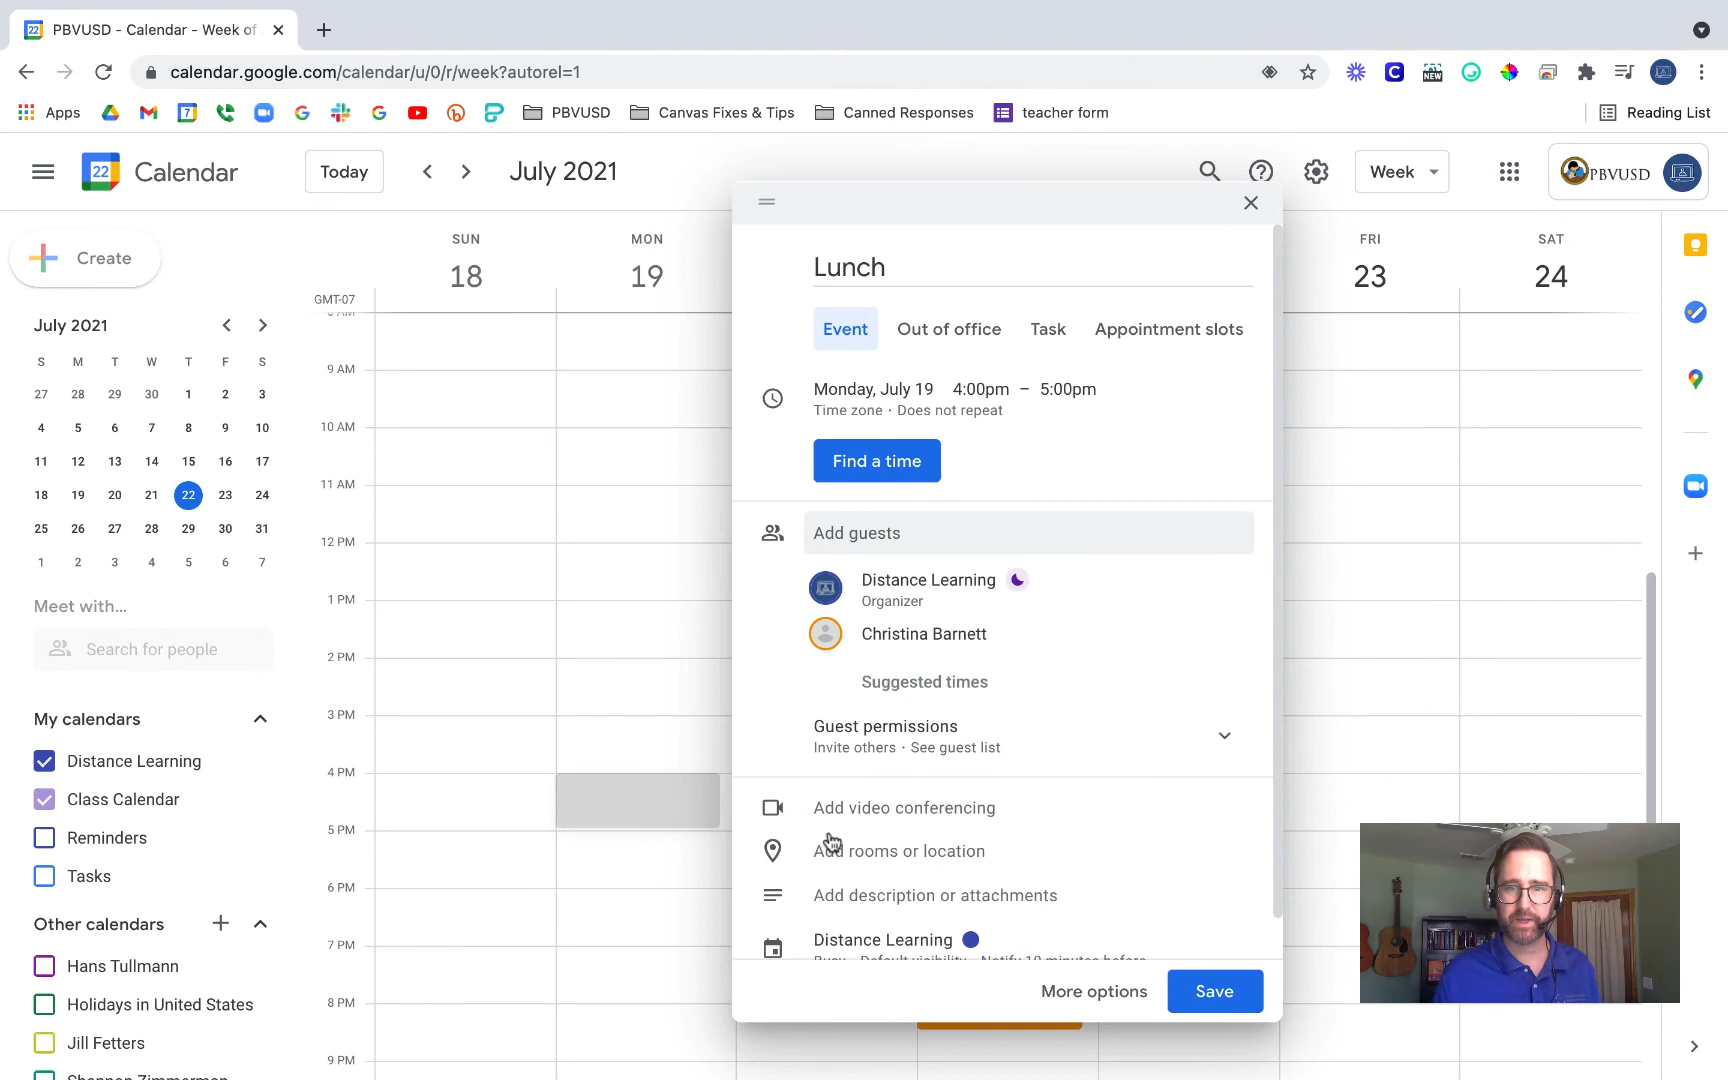 PBVUSD - Calendar - Week of
calendar.google.com/calendar/u/0/r/week?autorel=1
NEW
Apps
7
PBVUSD
Canvas Fixes & Tips
Canned Responses
teacher form
Reading List
22
Calendar
Today
July 2021
Week
PBVUSD
Create
SUN
18
MON
19
FRI
23
SAT
24
GMT-07
July 2021
S M T W T F S
27 28 29 30 1 2 3
4 5 6 7 8 9 10
11 12 13 14 15 16 17
18 19 20 21 22 23 24
25 26 27 28 29 30 31
1 2 3 4 5 6 7
Meet with...
Search for people
My calendars
Distance Learning
Class Calendar
Reminders
Tasks
Other calendars
Hans Tullmann
Holidays in United States
Jill Fetters
9 AM
10 AM
11 AM
12 PM
1 PM
2 PM
3 PM
4 PM
5 PM
6 PM
7 PM
8 PM
9 PM
Lunch
Event Out of office Task Appointment slots
Monday, July 19 4:00pm – 5:00pm
Time zone · Does not repeat
Find a time
Add guests
Distance Learning
Organizer
Christina Barnett
Suggested times
Guest permissions
Invite others · See guest list
Add video conferencing
Add rooms or location
Add description or attachments
Distance Learning
More options
Save